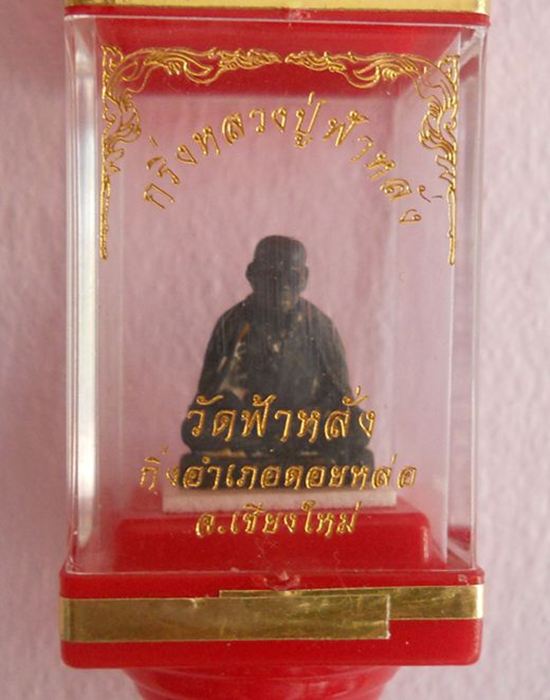 กริ่งหลวงปู่ฟ้าหลั่ง
วัดฟ้าหลั่ง
กิ่งอำเภอดอยหล่อ
จ.เชียงใหม่